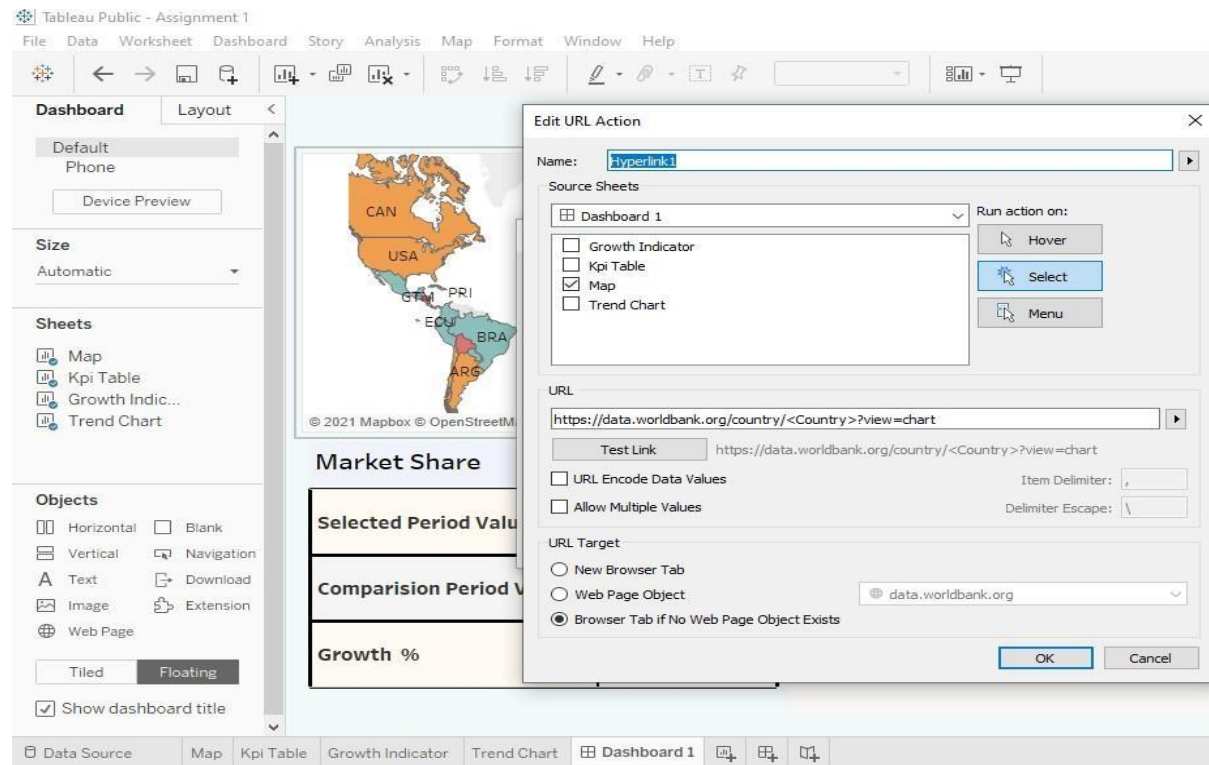 Tableau Public - Assignment 1
File Data Worksheet Dashboard Story Analysis Map Format Window Help
Dashboard Layout
Default
Phone
Device Preview
Size
Automatic
Sheets
Map
Kpi Table
Growth Indic...
Trend Chart
Objects
Horizontal Blank
Vertical Navigation
Text Download
Image Extension
Web Page
Tiled Floating
Show dashboard title
CAN
USA
GTM PRI
ECU
BRA
ARG
© 2021 Mapbox © OpenStreetM
Market Share
Selected Period Valu
Comparision Period V
Growth %
Edit URL Action
Name: Hyperlink1
Source Sheets
Dashboard 1
Growth Indicator
Kpi Table
Map
Trend Chart
Run action on:
Hover
Select
Menu
URL
https://data.worldbank.org/country/<Country>?view=chart
Test Link https://data.worldbank.org/country/<Country>?view=chart
URL Encode Data Values Item Delimiter: ,
Allow Multiple Values Delimiter Escape: \
URL Target
New Browser Tab
Web Page Object data.worldbank.org
Browser Tab if No Web Page Object Exists
OK Cancel
Data Source Map Kpi Table Growth Indicator Trend Chart Dashboard 1